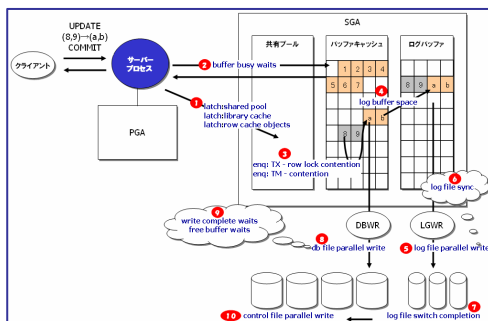 UPDATE
(8,9)→(a,b)
COMMIT
クライアント
サーバー
プロセス
PGA
SGA
共有プール
バッファキャッシュ
ログバッファ
1 2 3 4
5 6 7
8 9
a b
8 9 a b
1
latch:shared pool
latch:library cache
latch:row cache objects
2 buffer busy waits
3
enq: TX - row lock contention
enq: TM - contention
4
log buffer space
6
log file sync
9
write complete waits
free buffer waits
DBWR
LGWR
8
db file parallel write
5 log file parallel write
10 control file parallel write
7
log file switch completion